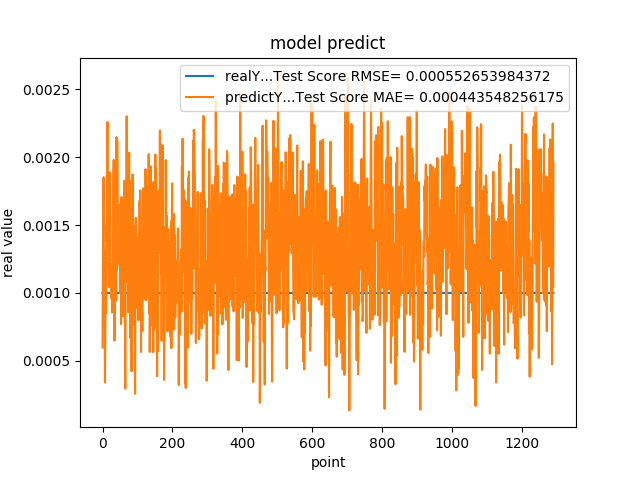 model predict
realY...Test Score RMSE= 0.000552653984372
predictY...Test Score MAE= 0.000443548256175
0.0025
0.0020
0.0015
0.0010
0.0005
real value
0 200 400 600 800 1000 1200
point